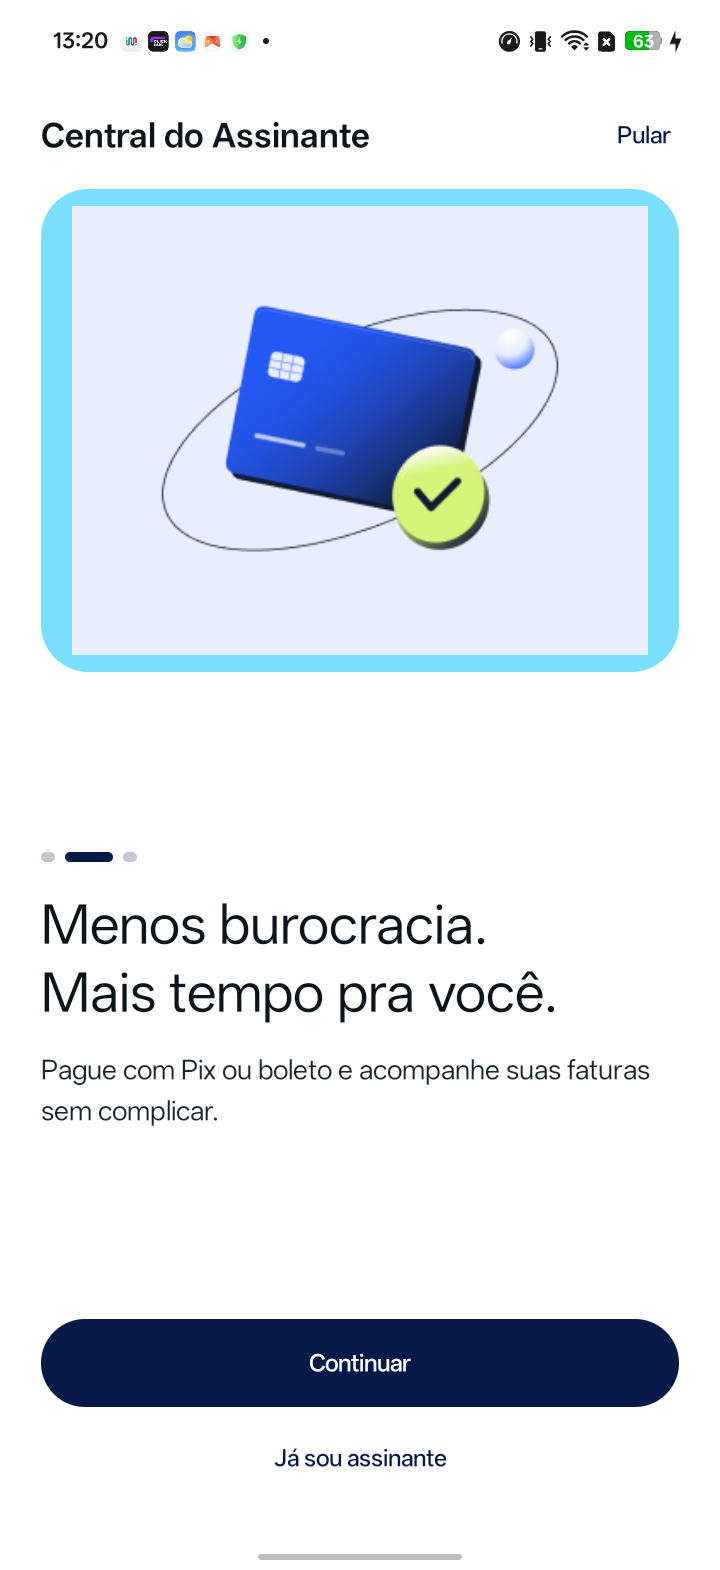 13:20
63
Central do Assinante
Pular
Menos burocracia.
Mais tempo pra você.
Pague com Pix ou boleto e acompanhe suas faturas
sem complicar.
Continuar
Já sou assinante